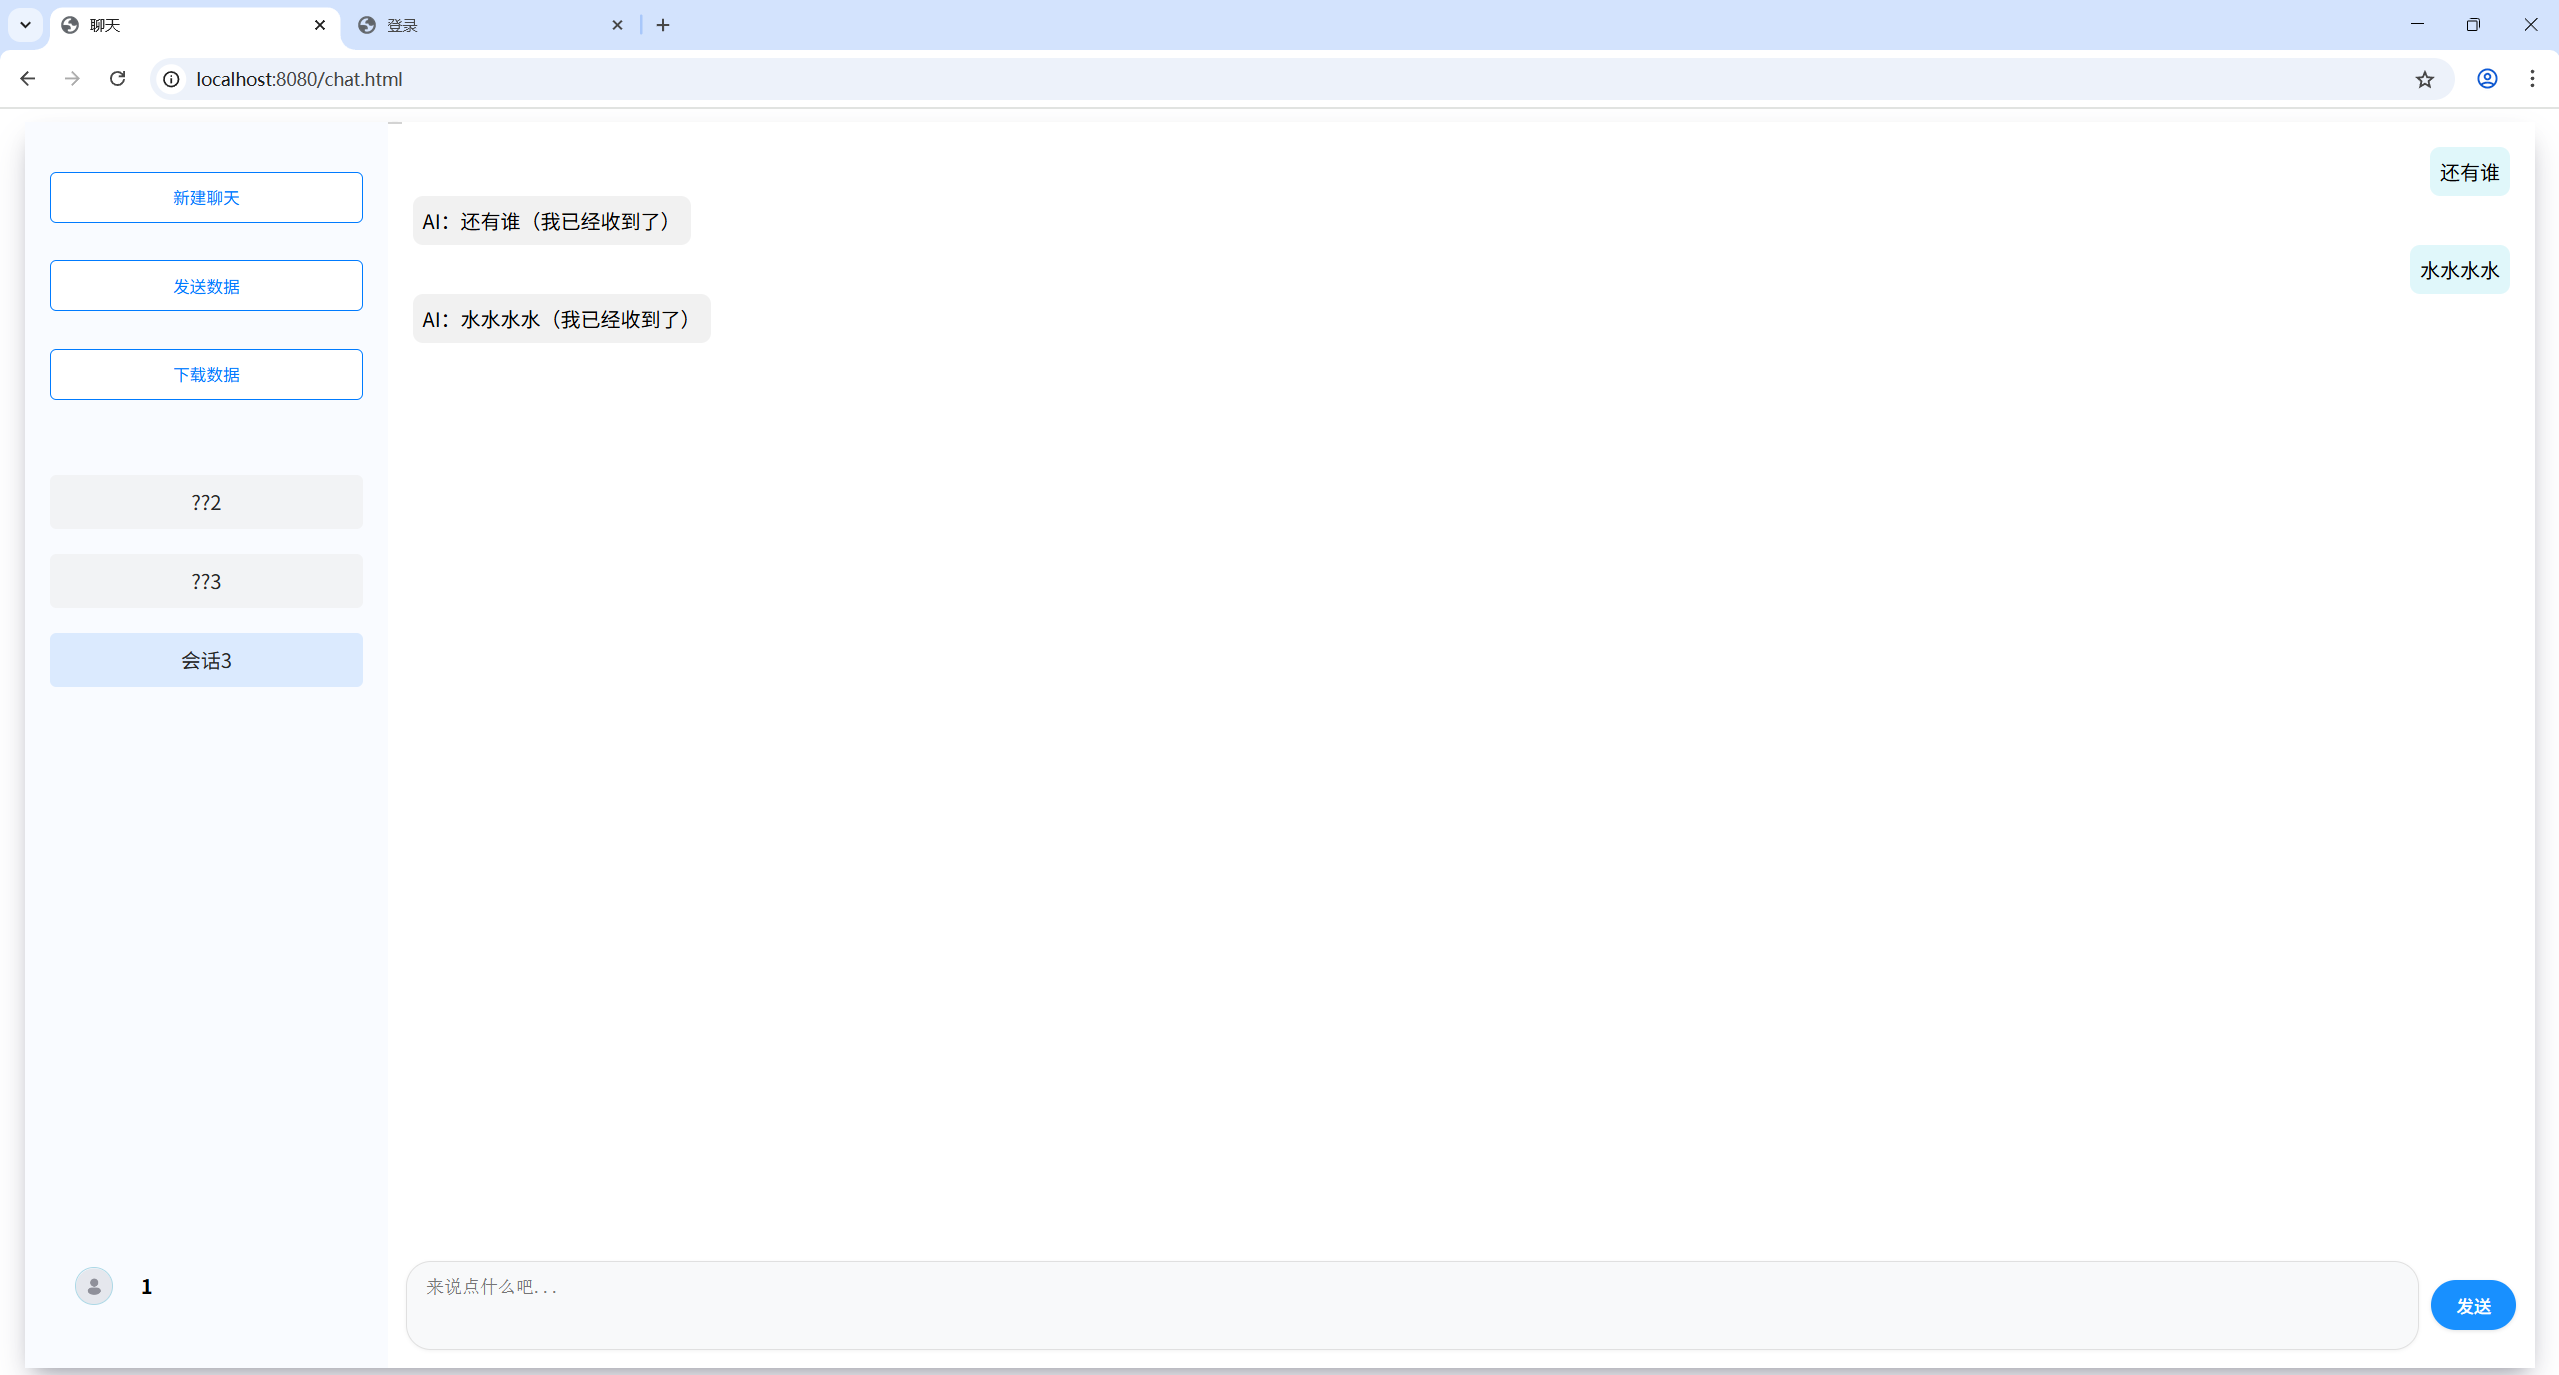 聊天
登录
localhost:8080/chat.html
新建聊天
发送数据
下载数据
??2
??3
会话3
1
还有谁
AI：还有谁（我已经收到了）
水水水水
AI：水水水水（我已经收到了）
来说点什么吧...
发送